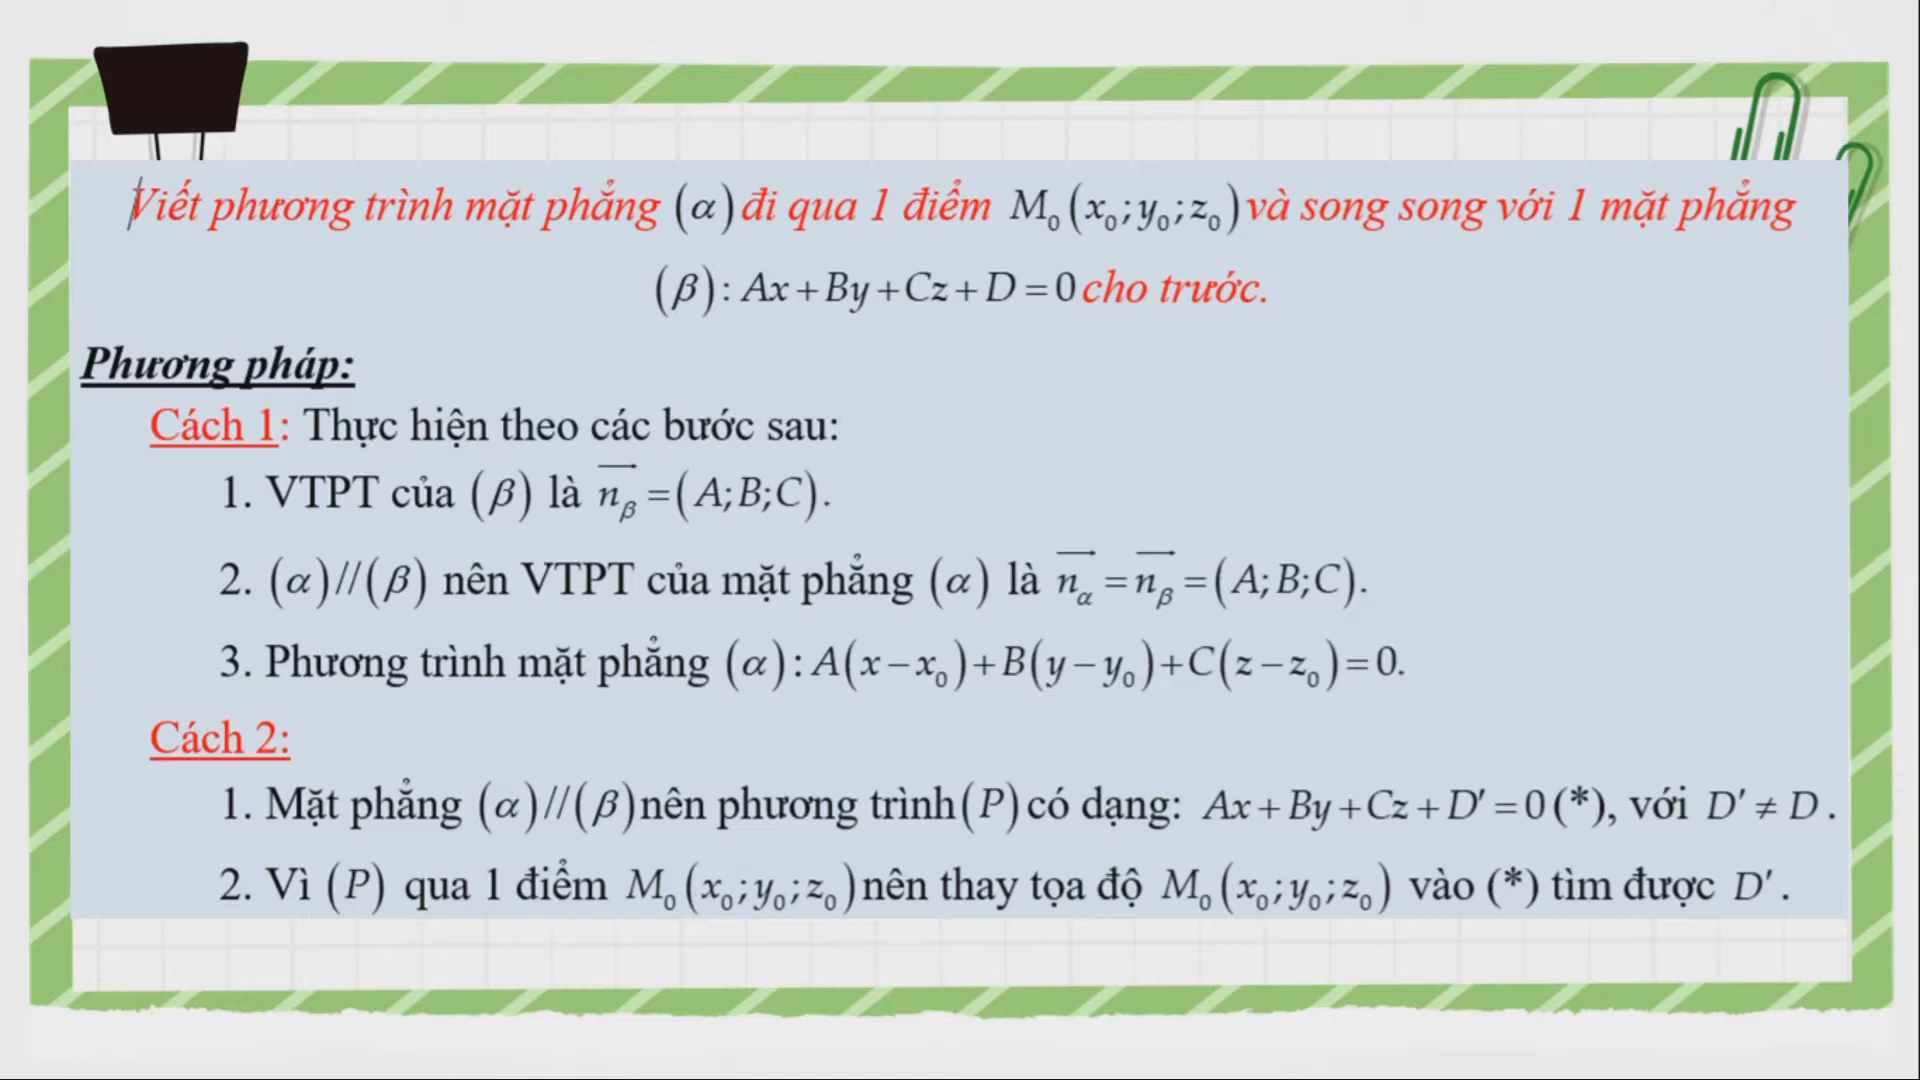 Viết phương trình mặt phẳng (α) đi qua 1 điểm M₀(x₀;y₀;z₀) và song song với 1 mặt phẳng
(β): Ax+By+Cz+D=0 cho trước.
Phương pháp:
Cách 1: Thực hiện theo các bước sau:
1. VTPT của (β) là n⃗ᵦ=(A;B;C).
2. (α)//(β) nên VTPT của mặt phẳng (α) là n⃗_α=n⃗ᵦ=(A;B;C).
3. Phương trình mặt phẳng (α): A(x−x₀)+B(y−y₀)+C(z−z₀)=0.
Cách 2:
1. Mặt phẳng (α)//(β) nên phương trình (P) có dạng: Ax+By+Cz+D'=0 (*), với D'≠D.
2. Vì (P) qua 1 điểm M₀(x₀;y₀;z₀) nên thay tọa độ M₀(x₀;y₀;z₀) vào (*) tìm được D'.